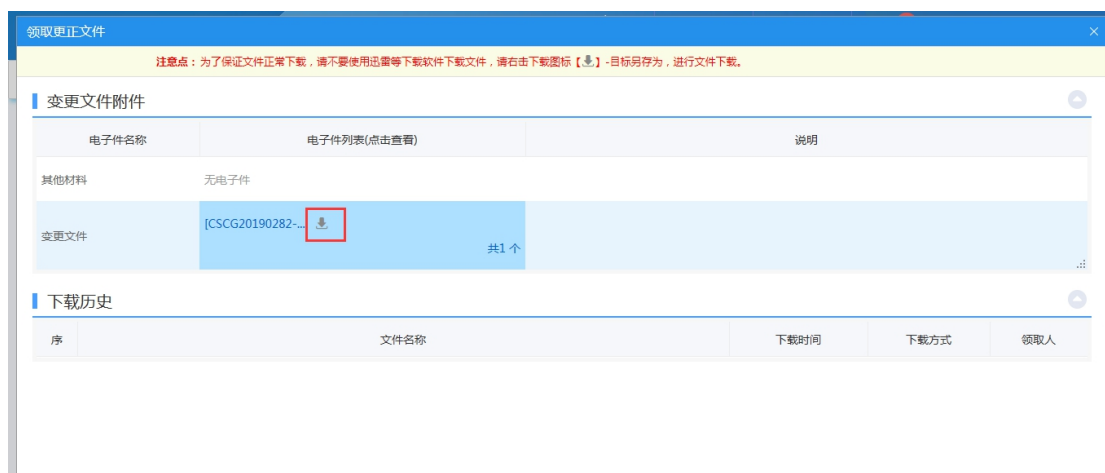 领取更正文件
注意点：为了保证文件正常下载，请不要使用迅雷等下载软件下载文件，请右击下载图标【】-目标另存为，进行文件下载。
变更文件附件
电子件名称 电子件列表(点击查看) 说明
其他材料 无电子件
变更文件 [CSCG20190282-...
共1 个
下载历史
序 文件名称 下载时间 下载方式 领取人